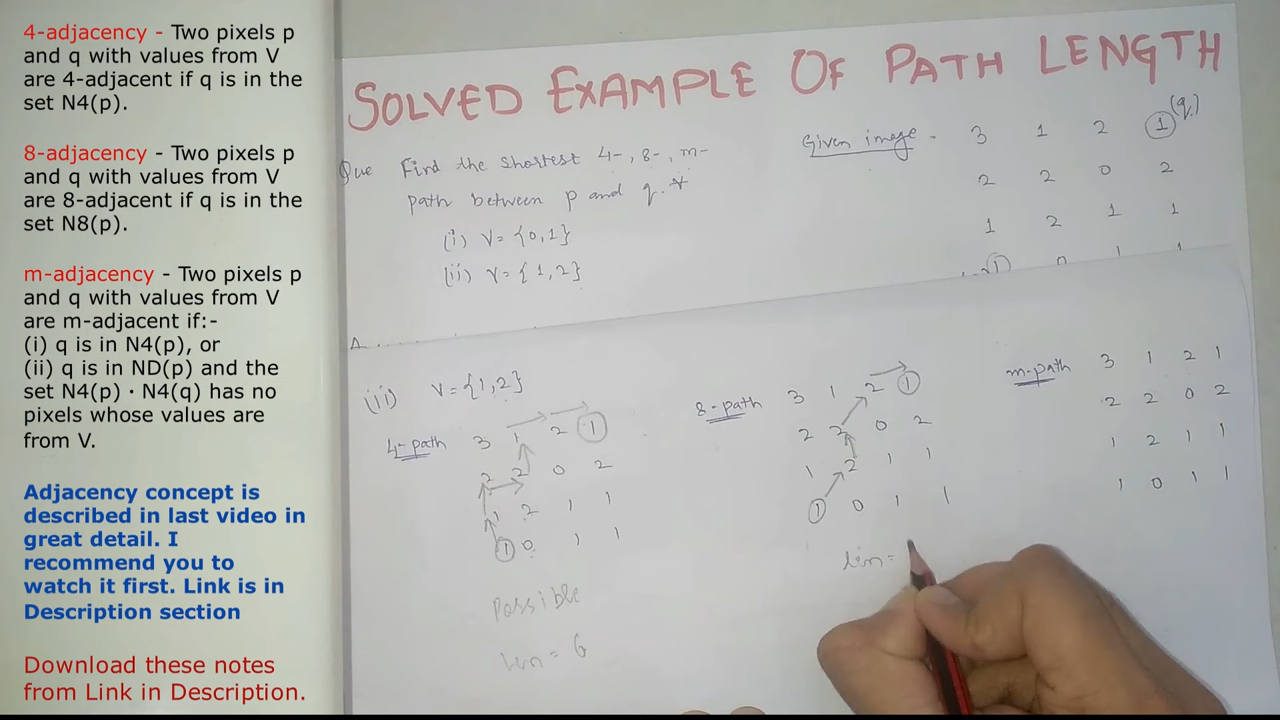 4-adjacency - Two pixels p
and q with values from V
are 4-adjacent if q is in the
set N4(p).
8-adjacency - Two pixels p
and q with values from V
are 8-adjacent if q is in the
set N8(p).
m-adjacency - Two pixels p
and q with values from V
are m-adjacent if:-
(i) q is in N4(p), or
(ii) q is in ND(p) and the
set N4(p) · N4(q) has no
pixels whose values are
from V.
Adjacency concept is
described in last video in
great detail. I
recommend you to
watch it first. Link is in
Description section
Download these notes
from Link in Description.
SOLVED EXAMPLE OF PATH LENGTH
Que Find the shortest 4-, 8-, m-
path between p and q.
(i) V= {0,1}
(ii) V= {1,2}
Given image - 3 1 2 1 (q)
2 2 0 2
1 2 1 1
1 0 1 1
(ii) V= {1,2}
4-path 3 1 2 1
2 2 0 2
1 2 1 1
1 0 1 1
Possible
len = 6
8-path 3 1 2 1
2 2 0 2
1 2 1 1
1 0 1 1
len=
m-path 3 1 2 1
2 2 0 2
1 2 1 1
1 0 1 1